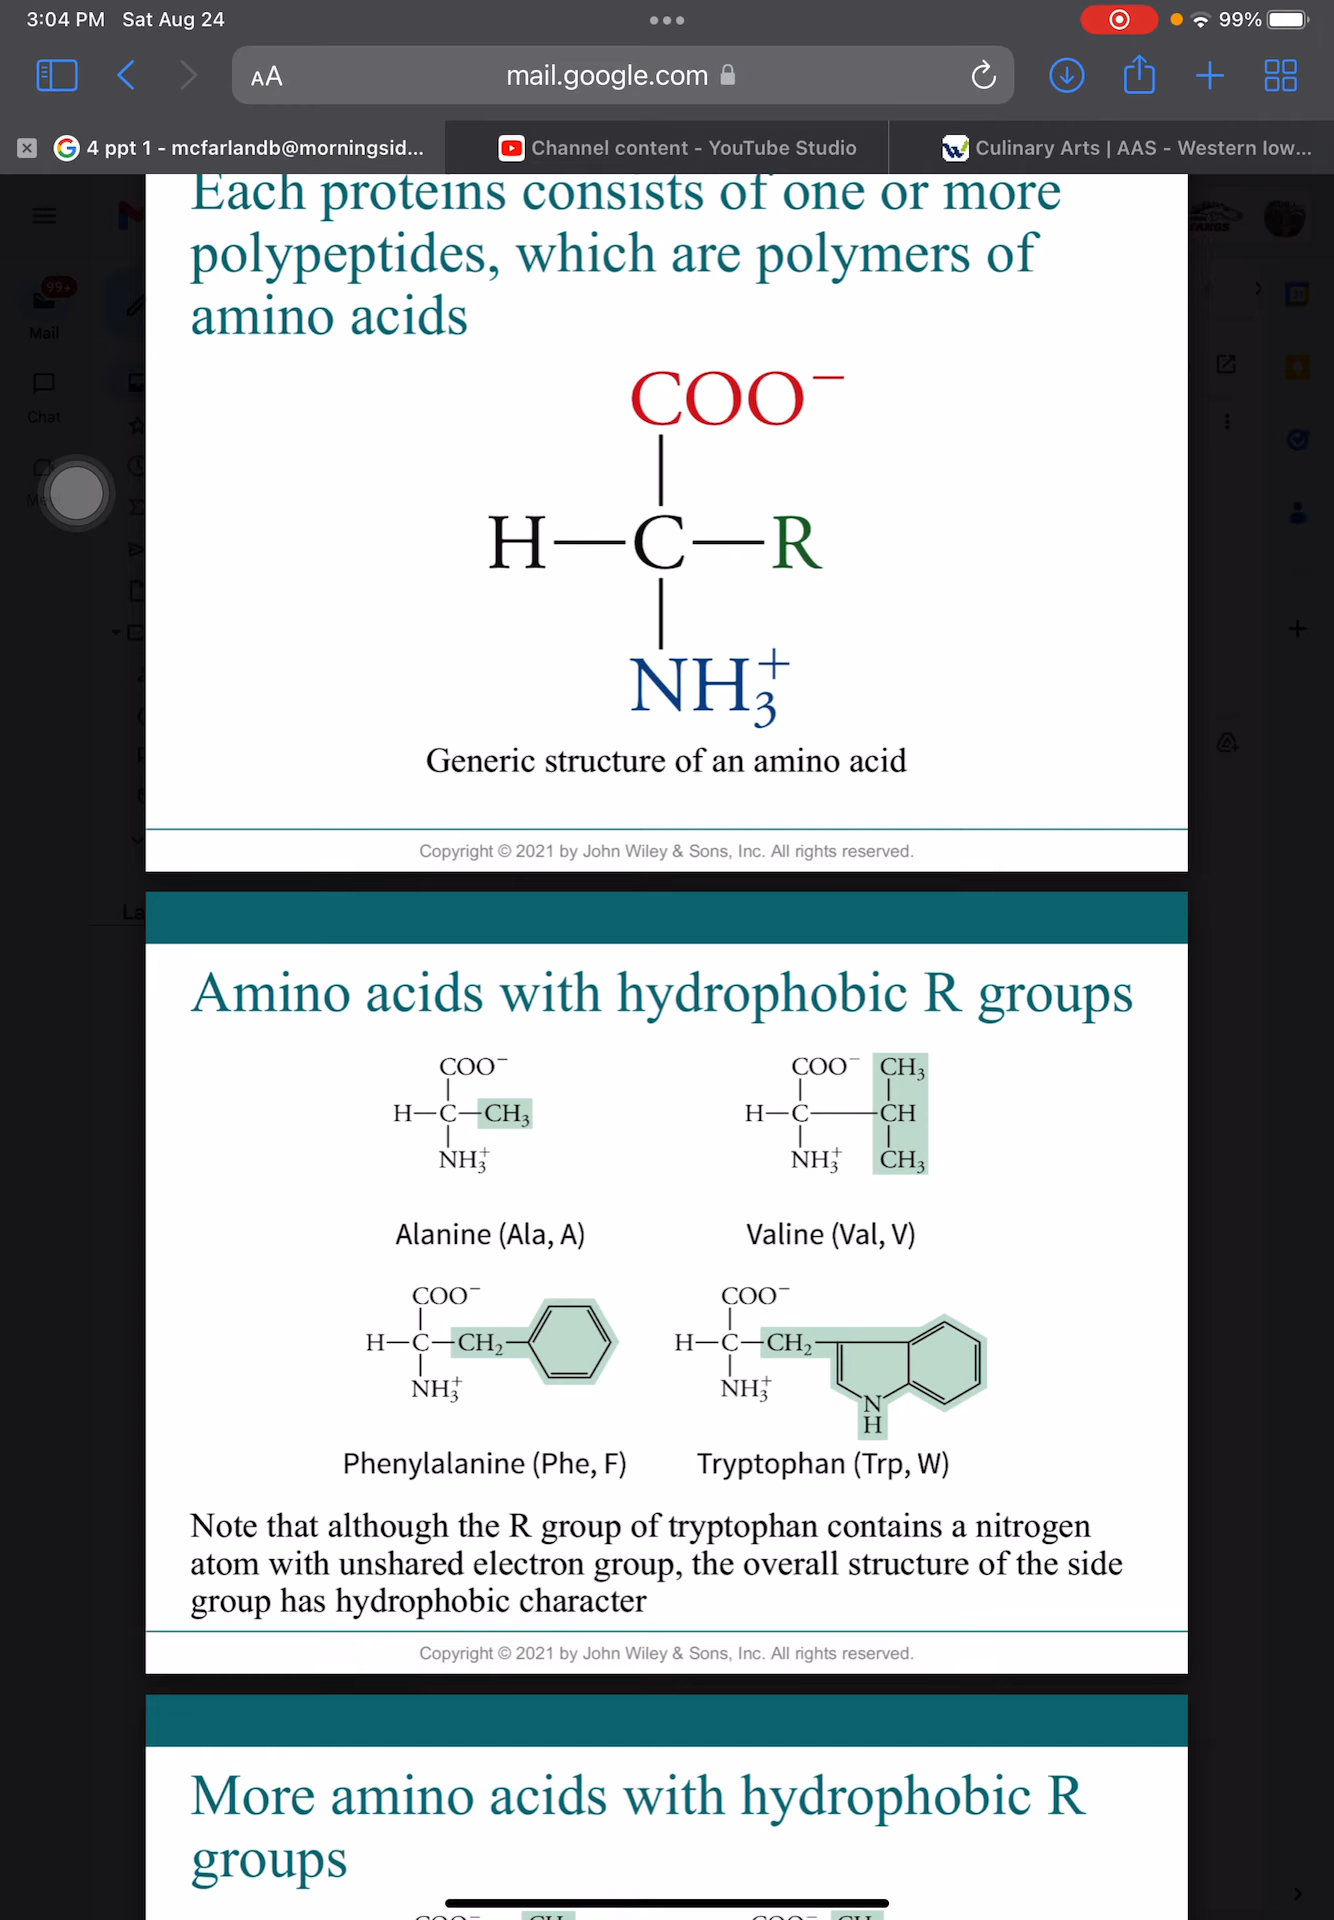 3:04 PM Sat Aug 24
99%
AA
mail.google.com
4 ppt 1 - mcfarlandb@morningsid...
Channel content - YouTube Studio
Culinary Arts | AAS - Western Iow...
Each proteins consists of one or more
polypeptides, which are polymers of
amino acids
99+
Mail
Chat
COO⁻
H—C—R
NH₃⁺
Generic structure of an amino acid
Copyright © 2021 by John Wiley & Sons, Inc. All rights reserved.
La
Amino acids with hydrophobic R groups
COO⁻
H—C—CH₃
NH₃⁺
Alanine (Ala, A)
COO⁻ CH₃
H—C—CH
NH₃⁺ CH₃
Valine (Val, V)
COO⁻
H—C—CH₂—
NH₃⁺
Phenylalanine (Phe, F)
COO⁻
H—C—CH₂—
NH₃⁺
N
H
Tryptophan (Trp, W)
Note that although the R group of tryptophan contains a nitrogen
atom with unshared electron group, the overall structure of the side
group has hydrophobic character
Copyright © 2021 by John Wiley & Sons, Inc. All rights reserved.
More amino acids with hydrophobic R
groups